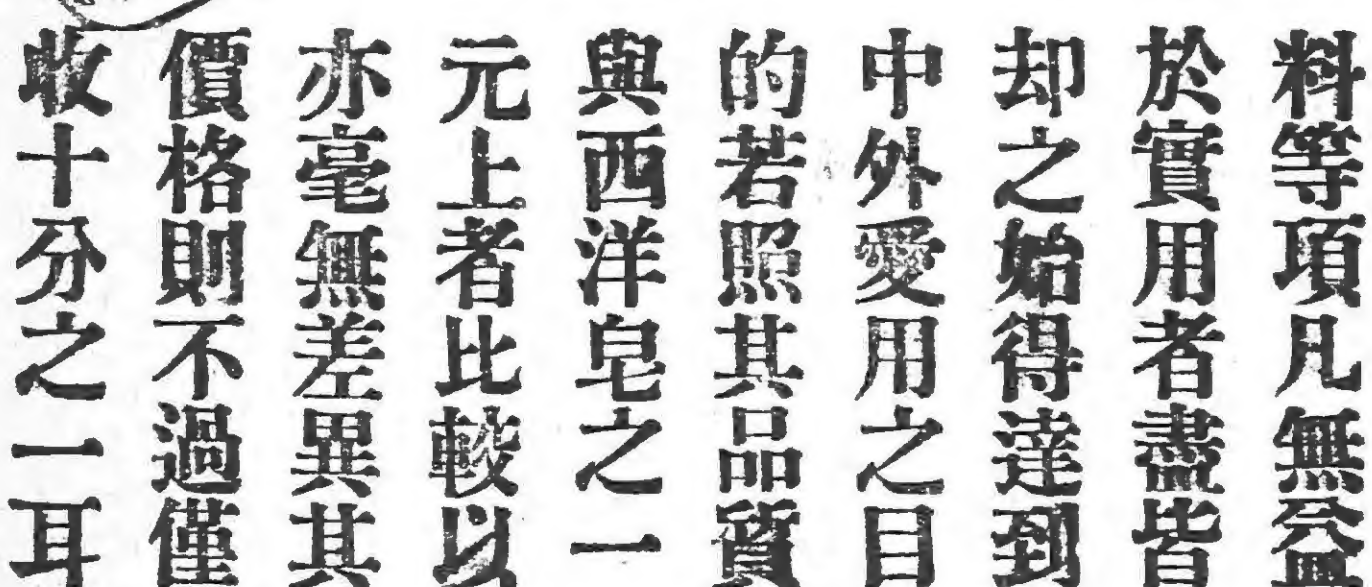 料等項凡無益
於實用者盡皆
却之始得達到
中外愛用之目
的若照其品質
與西洋皂之一
元上者比較以
亦毫無差異其
價格則不過僅
收十分之一耳